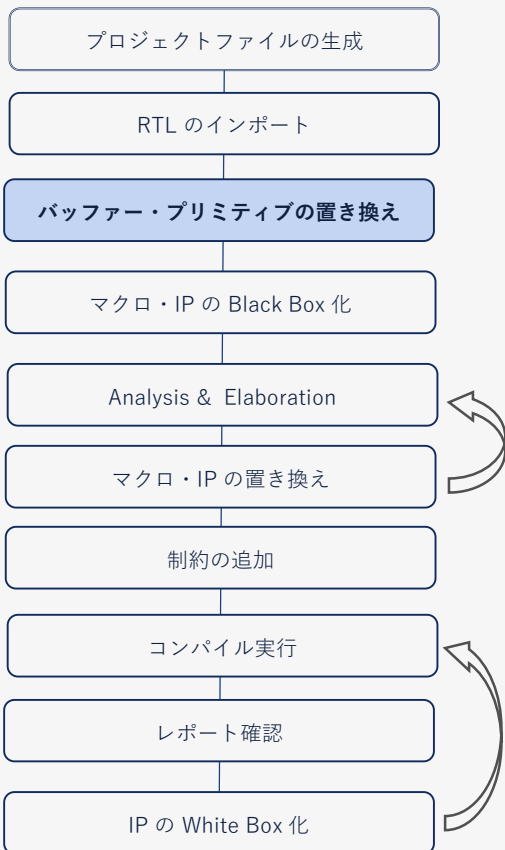 プロジェクトファイルの生成
RTL のインポート
バッファー・プリミティブの置き換え
マクロ・IP の Black Box 化
Analysis & Elaboration
マクロ・IP の置き換え
制約の追加
コンパイル実行
レポート確認
IP の White Box 化